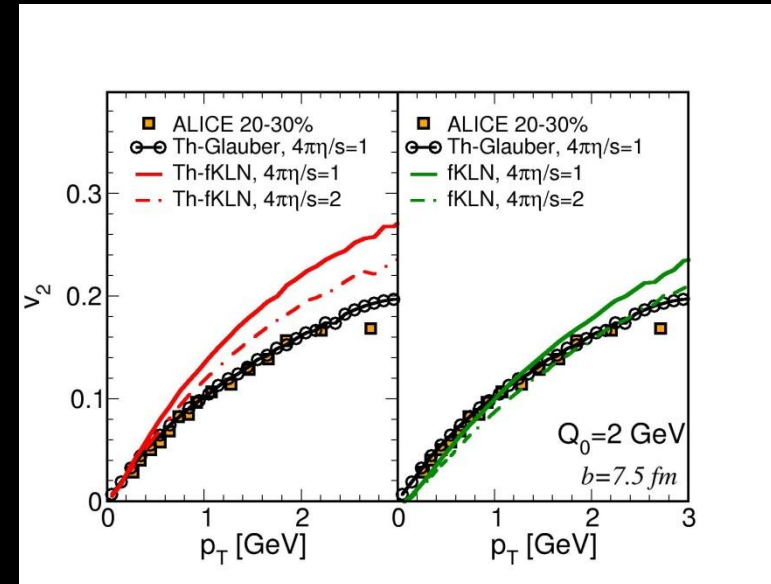 ALICE 20-30%
Th-Glauber, 4πη/s=1
Th-fKLN, 4πη/s=1
Th-fKLN, 4πη/s=2
ALICE 20-30%
Th-Glauber, 4πη/s=1
fKLN, 4πη/s=1
fKLN, 4πη/s=2
0.3
0.2
0.1
0
v₂
Q₀=2 GeV
b=7.5 fm
0 1 2 0 1 2 3
p_T [GeV] p_T [GeV]